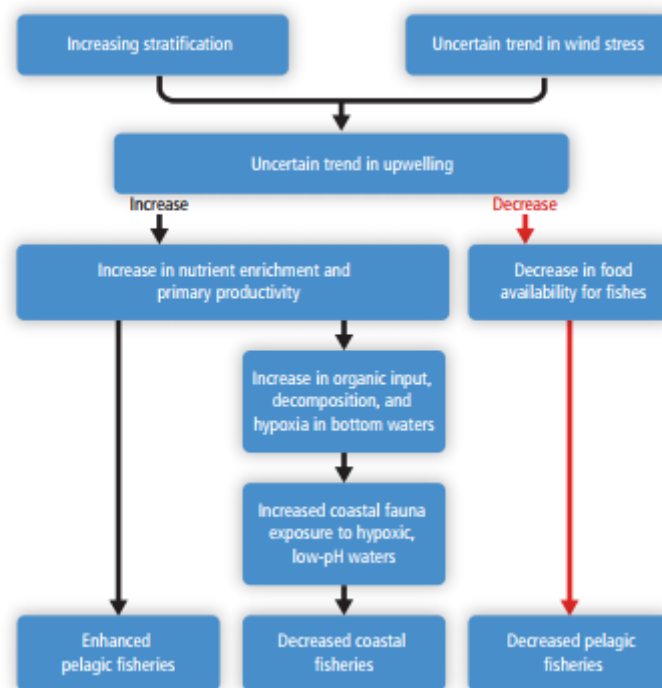 Increasing stratification
Uncertain trend in wind stress
Uncertain trend in upwelling
Increase
Decrease
Increase in nutrient enrichment and
primary productivity
Decrease in food
availability for fishes
Increase in organic input,
decomposition, and
hypoxia in bottom waters
Increased coastal fauna
exposure to hypoxic,
low-pH waters
Enhanced
pelagic fisheries
Decreased coastal
fisheries
Decreased pelagic
fisheries